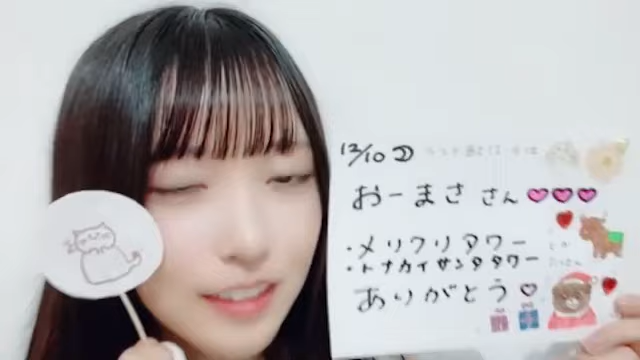 12/10
おーまささん♡♡♡
・メリクリタワー
・トナカイサンタタワー
ありがとう♡